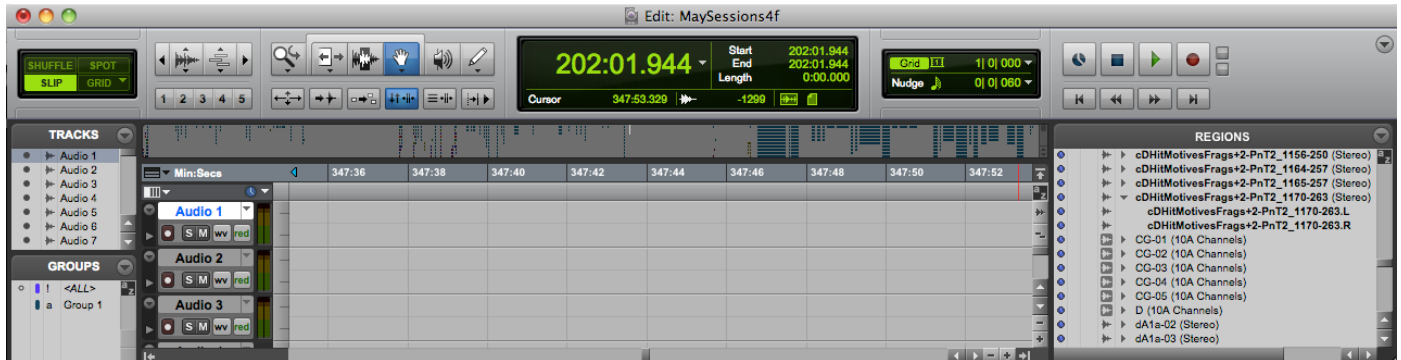 Edit: MaySessions4f
SHUFFLE SPOT
SLIP GRID
1 2 3 4 5
202:01.944
Start 202:01.944
End 202:01.944
Length 0:00.000
Cursor 347:53.329 -1299
Grid 1| 0| 000
Nudge 0| 0| 060
TRACKS
Audio 1
Audio 2
Audio 3
Audio 4
Audio 5
Audio 6
Audio 7
GROUPS
! <ALL>
a Group 1
a z
Min:Secs 347:36 347:38 347:40 347:42 347:44 347:46 347:48 347:50 347:52
a z
Audio 1
S M wv red
Audio 2
S M wv red
Audio 3
S M wv red
REGIONS
a z
cDHitMotivesFrags+2-PnT2_1156-250 (Stereo)
cDHitMotivesFrags+2-PnT2_1164-257 (Stereo)
cDHitMotivesFrags+2-PnT2_1165-257 (Stereo)
cDHitMotivesFrags+2-PnT2_1170-263 (Stereo)
cDHitMotivesFrags+2-PnT2_1170-263.L
cDHitMotivesFrags+2-PnT2_1170-263.R
CG-01 (10A Channels)
CG-02 (10A Channels)
CG-03 (10A Channels)
CG-04 (10A Channels)
CG-05 (10A Channels)
D (10A Channels)
dA1a-02 (Stereo)
dA1a-03 (Stereo)